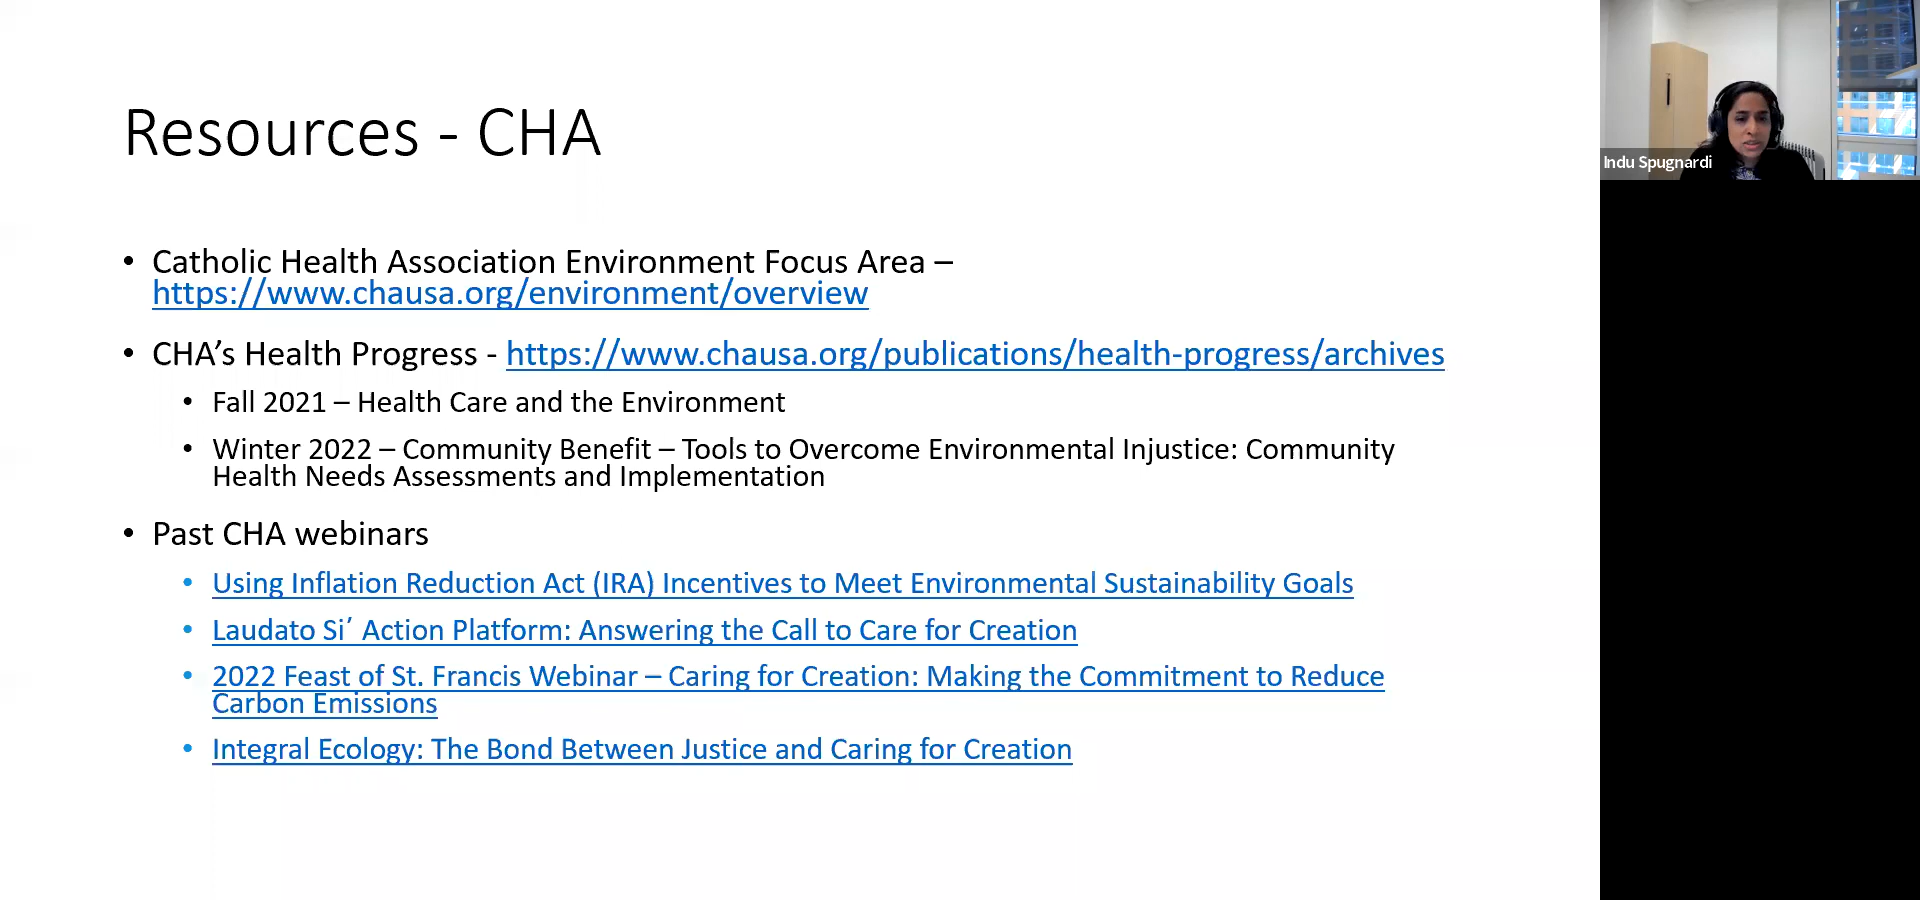 Resources - CHA
• Catholic Health Association Environment Focus Area –
https://www.chausa.org/environment/overview
• CHA’s Health Progress - https://www.chausa.org/publications/health-progress/archives
• Fall 2021 – Health Care and the Environment
• Winter 2022 – Community Benefit – Tools to Overcome Environmental Injustice: Community
Health Needs Assessments and Implementation
• Past CHA webinars
• Using Inflation Reduction Act (IRA) Incentives to Meet Environmental Sustainability Goals
• Laudato Si’ Action Platform: Answering the Call to Care for Creation
• 2022 Feast of St. Francis Webinar – Caring for Creation: Making the Commitment to Reduce
Carbon Emissions
• Integral Ecology: The Bond Between Justice and Caring for Creation
Indu Spugnardi